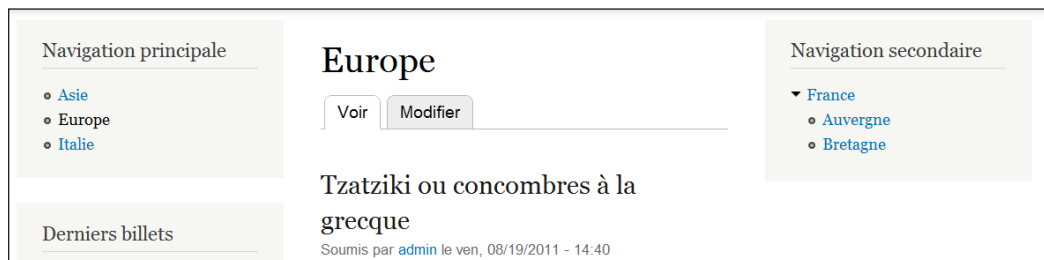 Navigation principale
Asie
Europe
Italie
Derniers billets
Europe
Voir Modifier
Tzatziki ou concombres à la
grecque
Soumis par admin le ven, 08/19/2011 - 14:40
Navigation secondaire
France
Auvergne
Bretagne